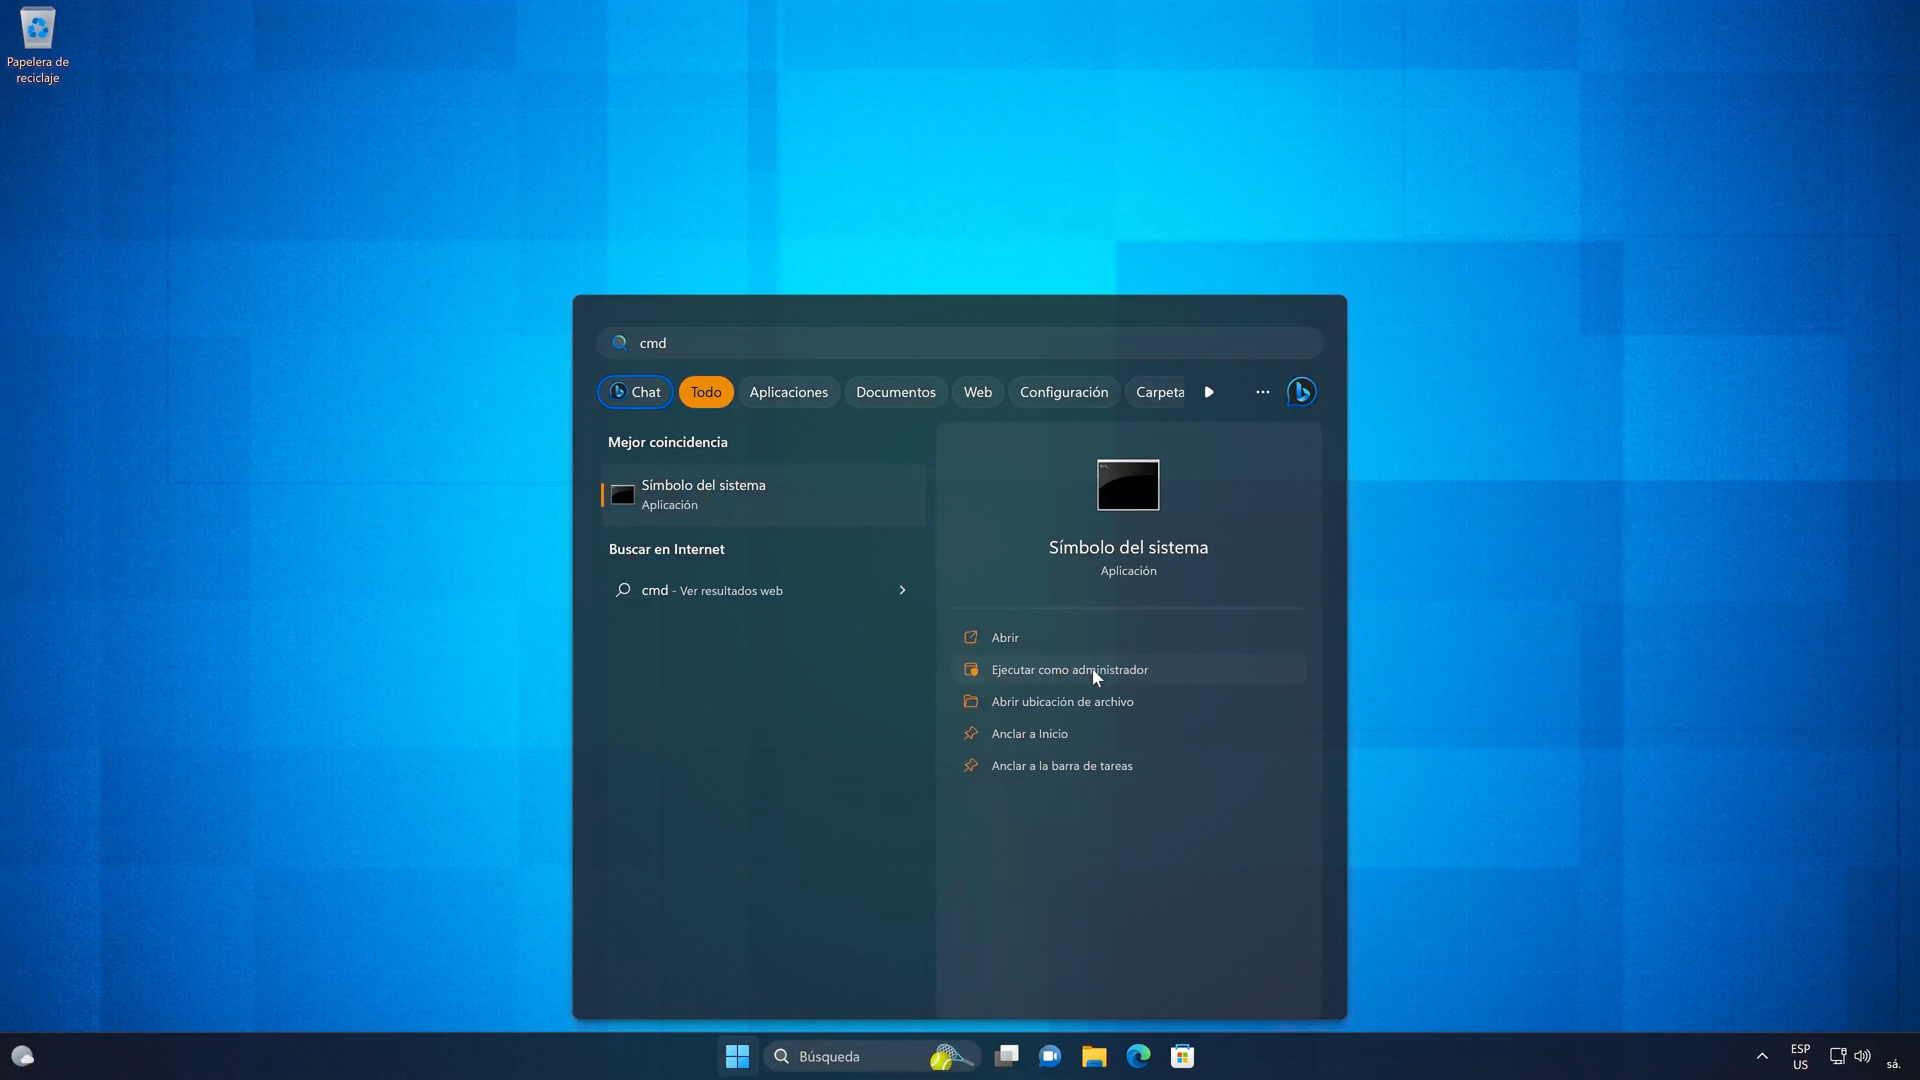 Papelera de
reciclaje
cmd
Chat
Todo
Aplicaciones
Documentos
Web
Configuración
Carpeta
Mejor coincidencia
Símbolo del sistema
Aplicación
Buscar en Internet
cmd - Ver resultados web
Símbolo del sistema
Aplicación
Abrir
Ejecutar como administrador
Abrir ubicación de archivo
Anclar a Inicio
Anclar a la barra de tareas
Búsqueda
ESP
US
sá.